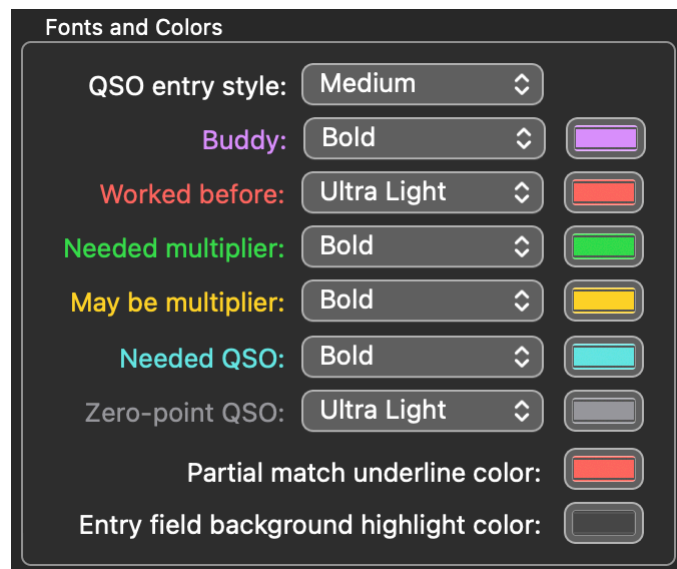 Fonts and Colors
QSO entry style: Medium
Buddy: Bold
Worked before: Ultra Light
Needed multiplier: Bold
May be multiplier: Bold
Needed QSO: Bold
Zero-point QSO: Ultra Light
Partial match underline color:
Entry field background highlight color: